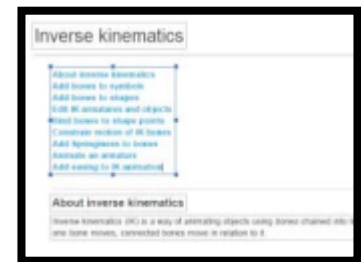 Inverse kinematics
About inverse kinematics
Add bones to symbols
Add bones to shapes
Edit IK armatures and objects
Bind bones to shape points
Constrain motion of IK bones
Add Springiness to bones
Animate an armature
Add easing to IK animation
About inverse kinematics
Inverse kinematics (IK) is a way of animating objects using bones chained into
one bone moves, connected bones move in relation to it.